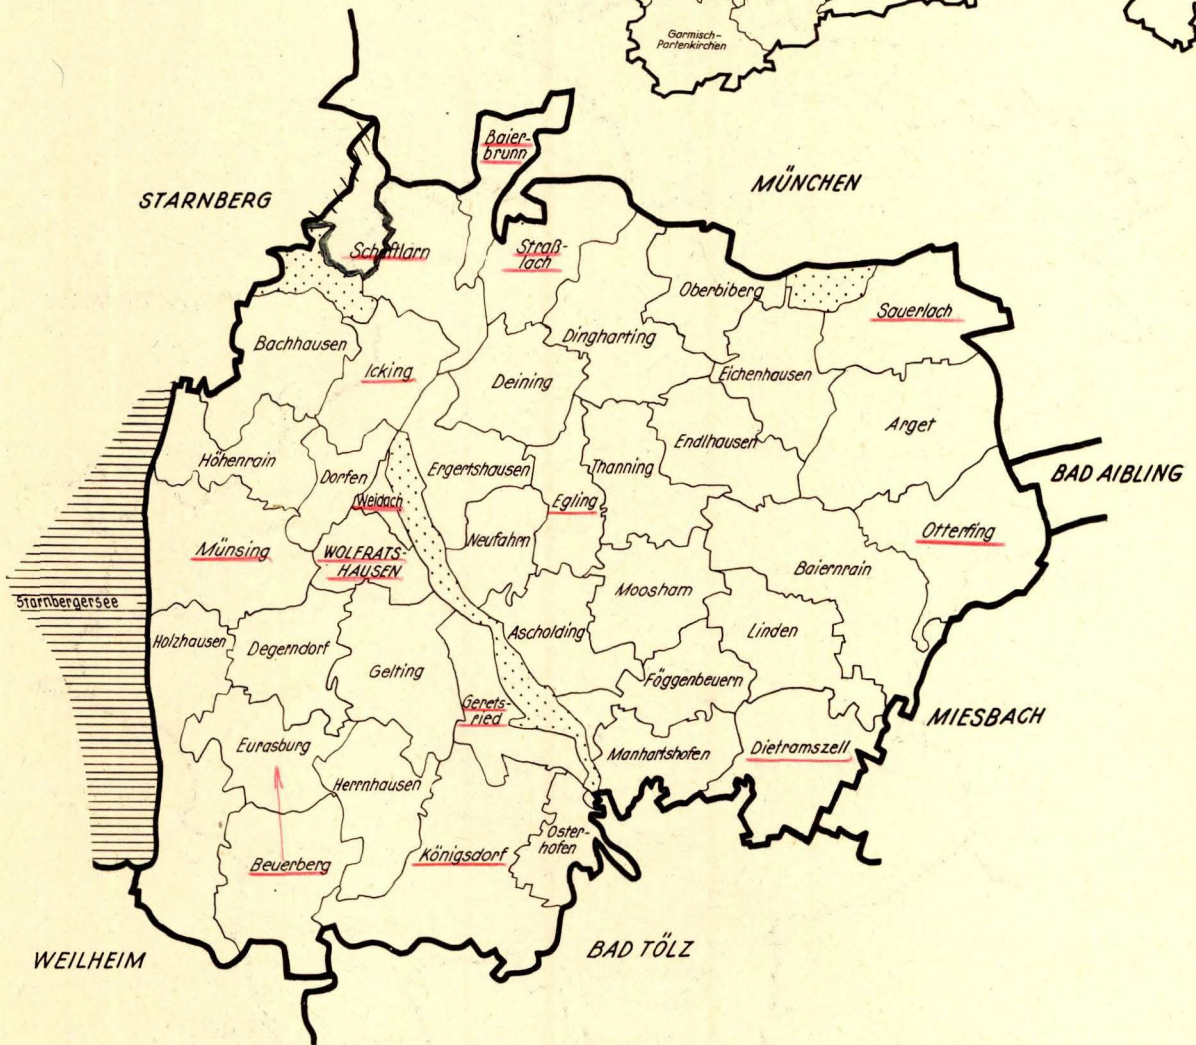 Garmisch-
Partenkirchen
Baier-
brunn
STARNBERG
MÜNCHEN
Schäftlarn
Straß-
lach
Oberbiberg
Sauerlach
Bachhausen
Dingharting
Icking
Deining
Eichenhausen
Arget
Endlhausen
Höhenrain
Dorfen
Ergertshausen
Thanning
BAD AIBLING
Weidach
Egling
Münsing
WOLFRATS-
HAUSEN
Neufahrn
Otterfing
Baiernrain
Moosham
Starnbergersee
Holzhausen
Degerndorf
Ascholding
Linden
Gelting
Föggenbeuern
Gerets-
ried
MIESBACH
Eurasburg
Manhartshofen
Dietramszell
Herrnhausen
Oster-
hofen
Beuerberg
Königsdorf
WEILHEIM
BAD TÖLZ